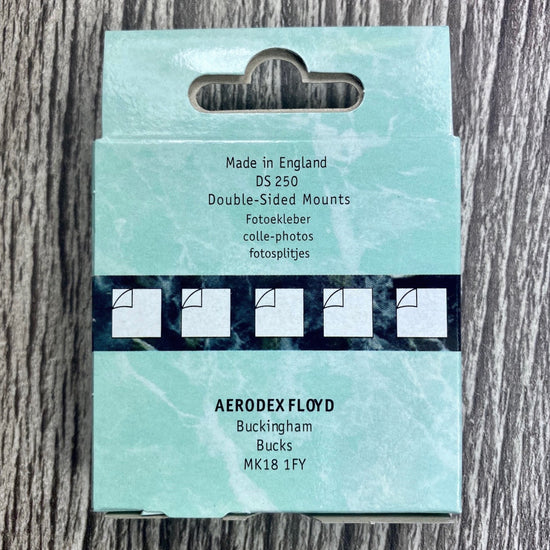 Made in England
DS 250
Double-Sided Mounts
Fotoekleber
colle-photos
fotosplitjes
AERODEX FLOYD
Buckingham
Bucks
MK18 1FY